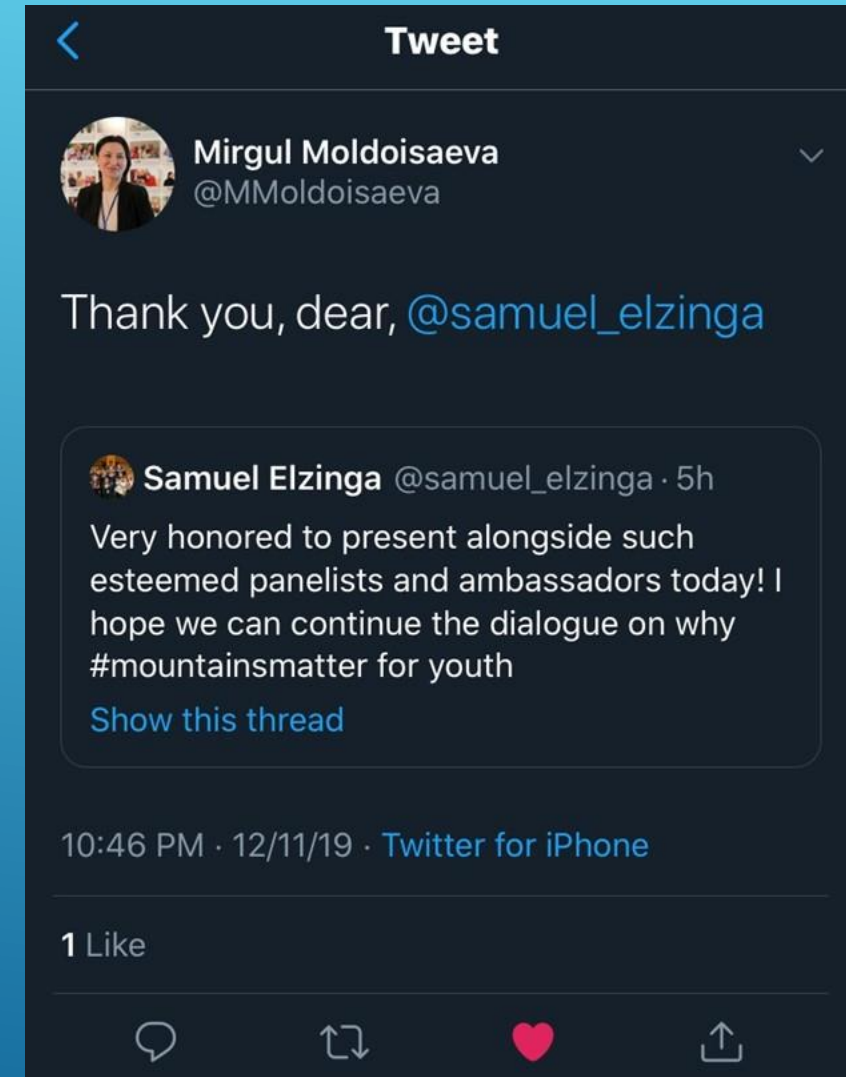 Tweet
Mirgul Moldoisaeva
@MMoldoisaeva
Thank you, dear, @samuel_elzinga
Samuel Elzinga @samuel_elzinga · 5h
Very honored to present alongside such
esteemed panelists and ambassadors today! I
hope we can continue the dialogue on why
#mountainsmatter for youth
Show this thread
10:46 PM · 12/11/19 · Twitter for iPhone
1 Like